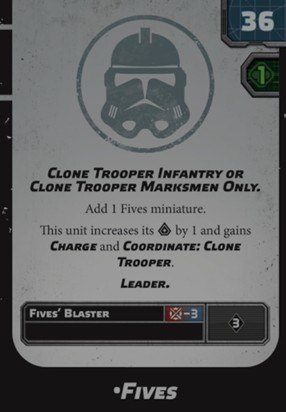 36
1
CLONE TROOPER INFANTRY OR
CLONE TROOPER MARKSMEN ONLY.
Add 1 Fives miniature.
This unit increases its by 1 and gains
CHARGE and COORDINATE: CLONE
TROOPER.
LEADER.
FIVES' BLASTER -3 3
•FIVES